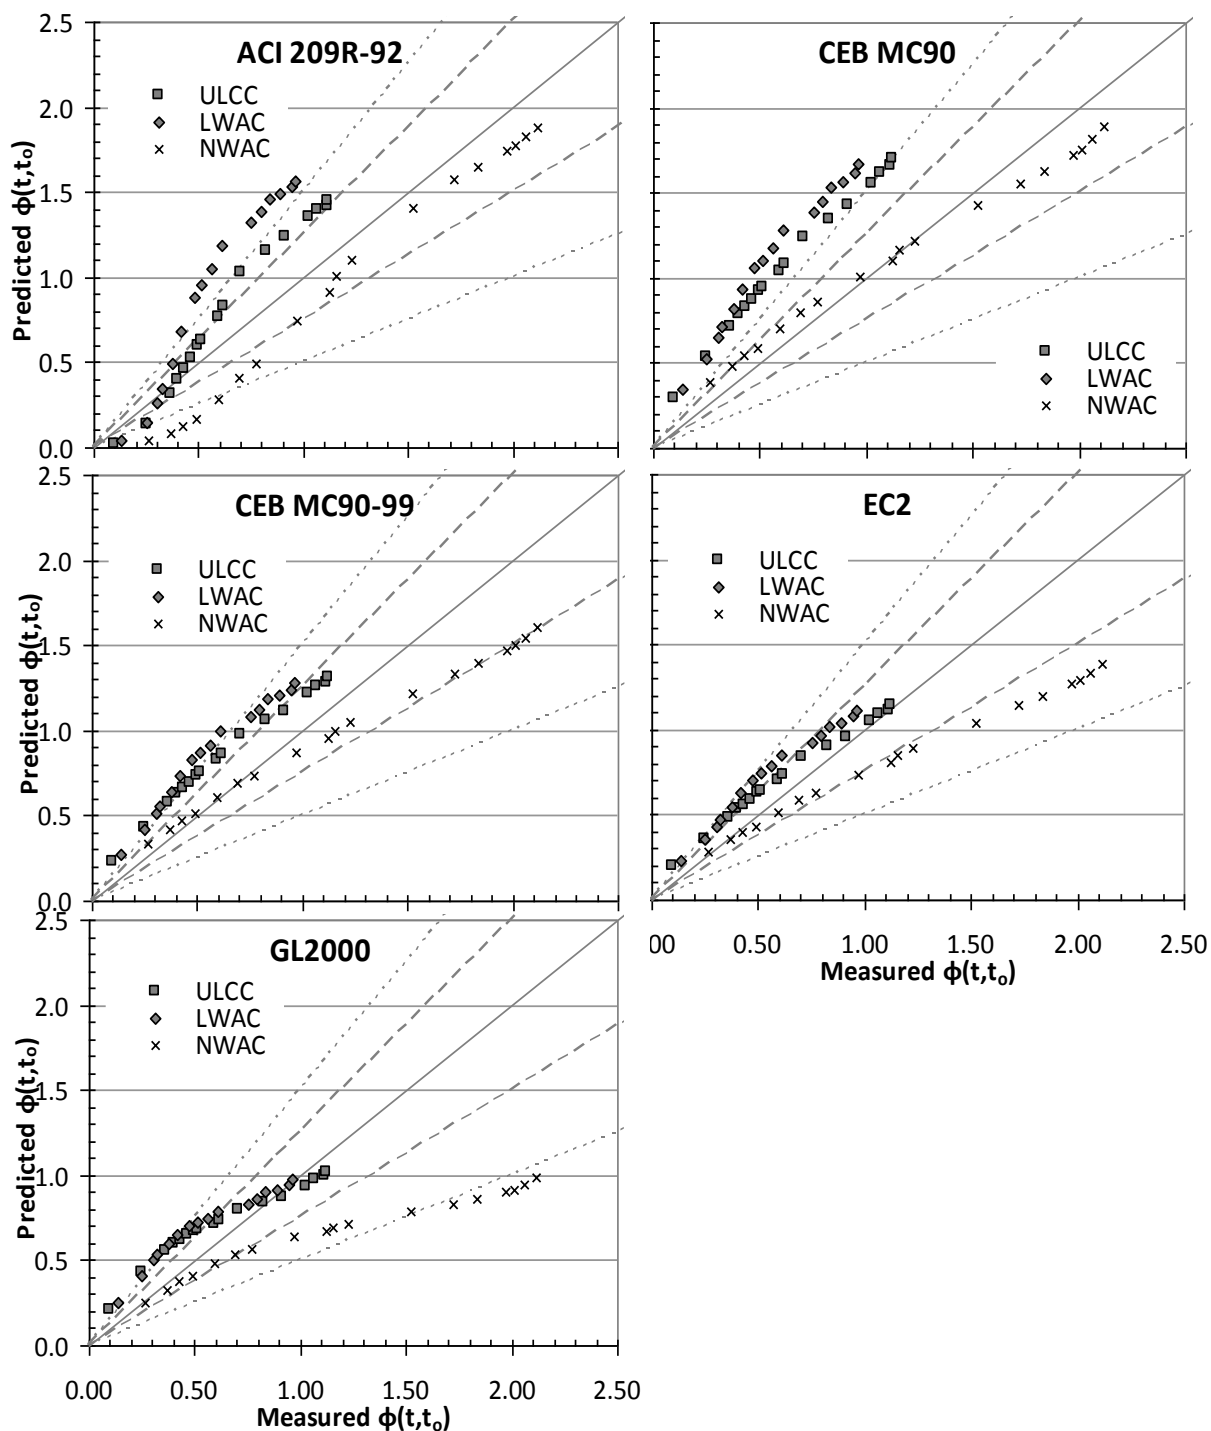 ACI 209R-92
2.5
2.0
1.5
1.0
0.5
0.0
Predicted ϕ(t,tₒ)
ULCC
LWAC
NWAC
CEB MC90
ULCC
LWAC
NWAC
CEB MC90-99
2.5
2.0
1.5
1.0
0.5
0.0
Predicted ϕ(t,tₒ)
ULCC
LWAC
NWAC
EC2
ULCC
LWAC
NWAC
00 0.50 1.00 1.50 2.00 2.50
Measured ϕ(t,tₒ)
GL2000
2.5
2.0
1.5
1.0
0.5
0.0
Predicted ϕ(t,tₒ)
ULCC
LWAC
NWAC
0.00 0.50 1.00 1.50 2.00 2.50
Measured ϕ(t,tₒ)